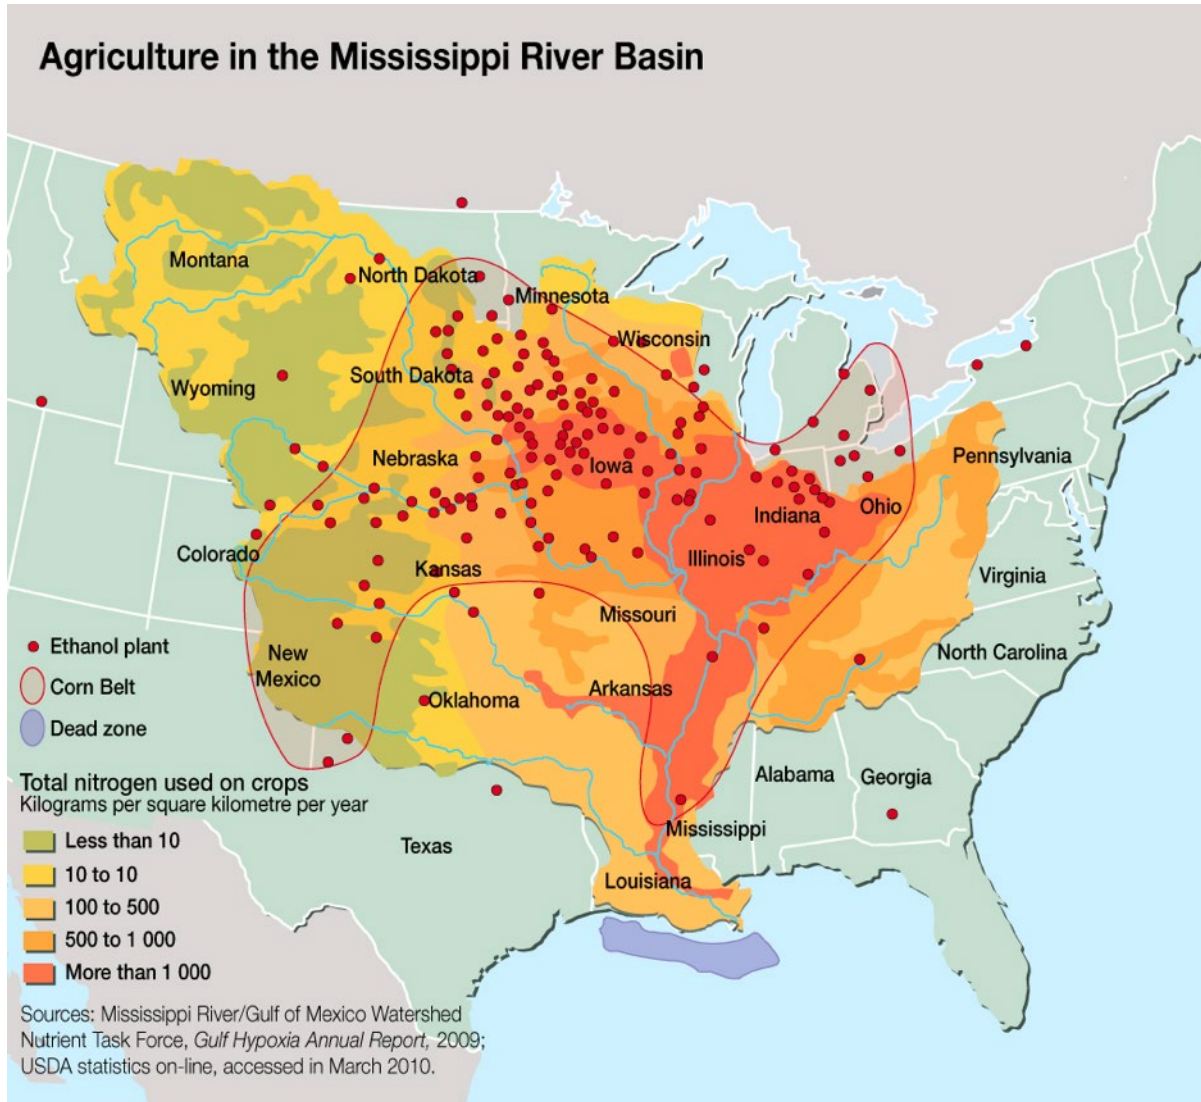 Agriculture in the Mississippi River Basin
Montana
North Dakota
Minnesota
Wisconsin
Wyoming
South Dakota
Nebraska
Iowa
Pennsylvania
Ohio
Indiana
Colorado
Kansas
Illinois
Virginia
Missouri
New
Mexico
North Carolina
Arkansas
Oklahoma
Alabama
Georgia
Mississippi
Texas
Louisiana
Ethanol plant
Corn Belt
Dead zone
Total nitrogen used on crops
Kilograms per square kilometre per year
Less than 10
10 to 10
100 to 500
500 to 1 000
More than 1 000
Sources: Mississippi River/Gulf of Mexico Watershed
Nutrient Task Force, Gulf Hypoxia Annual Report, 2009;
USDA statistics on-line, accessed in March 2010.